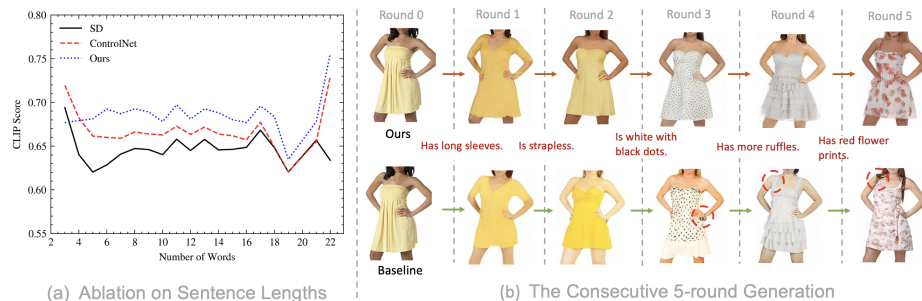 SD
ControlNet
Ours
0.75
0.70
0.65
0.60
0.55
CLIP Score
2 4 6 8 10 12 14 16 18 20 22
Number of Words
(a) Ablation on Sentence Lengths
Round 0 Round 1 Round 2 Round 3 Round 4 Round 5
Ours
Has long sleeves.
Is strapless.
Is white with
black dots.
Has more ruffles.
Has red flower
prints.
Baseline
(b) The Consecutive 5-round Generation